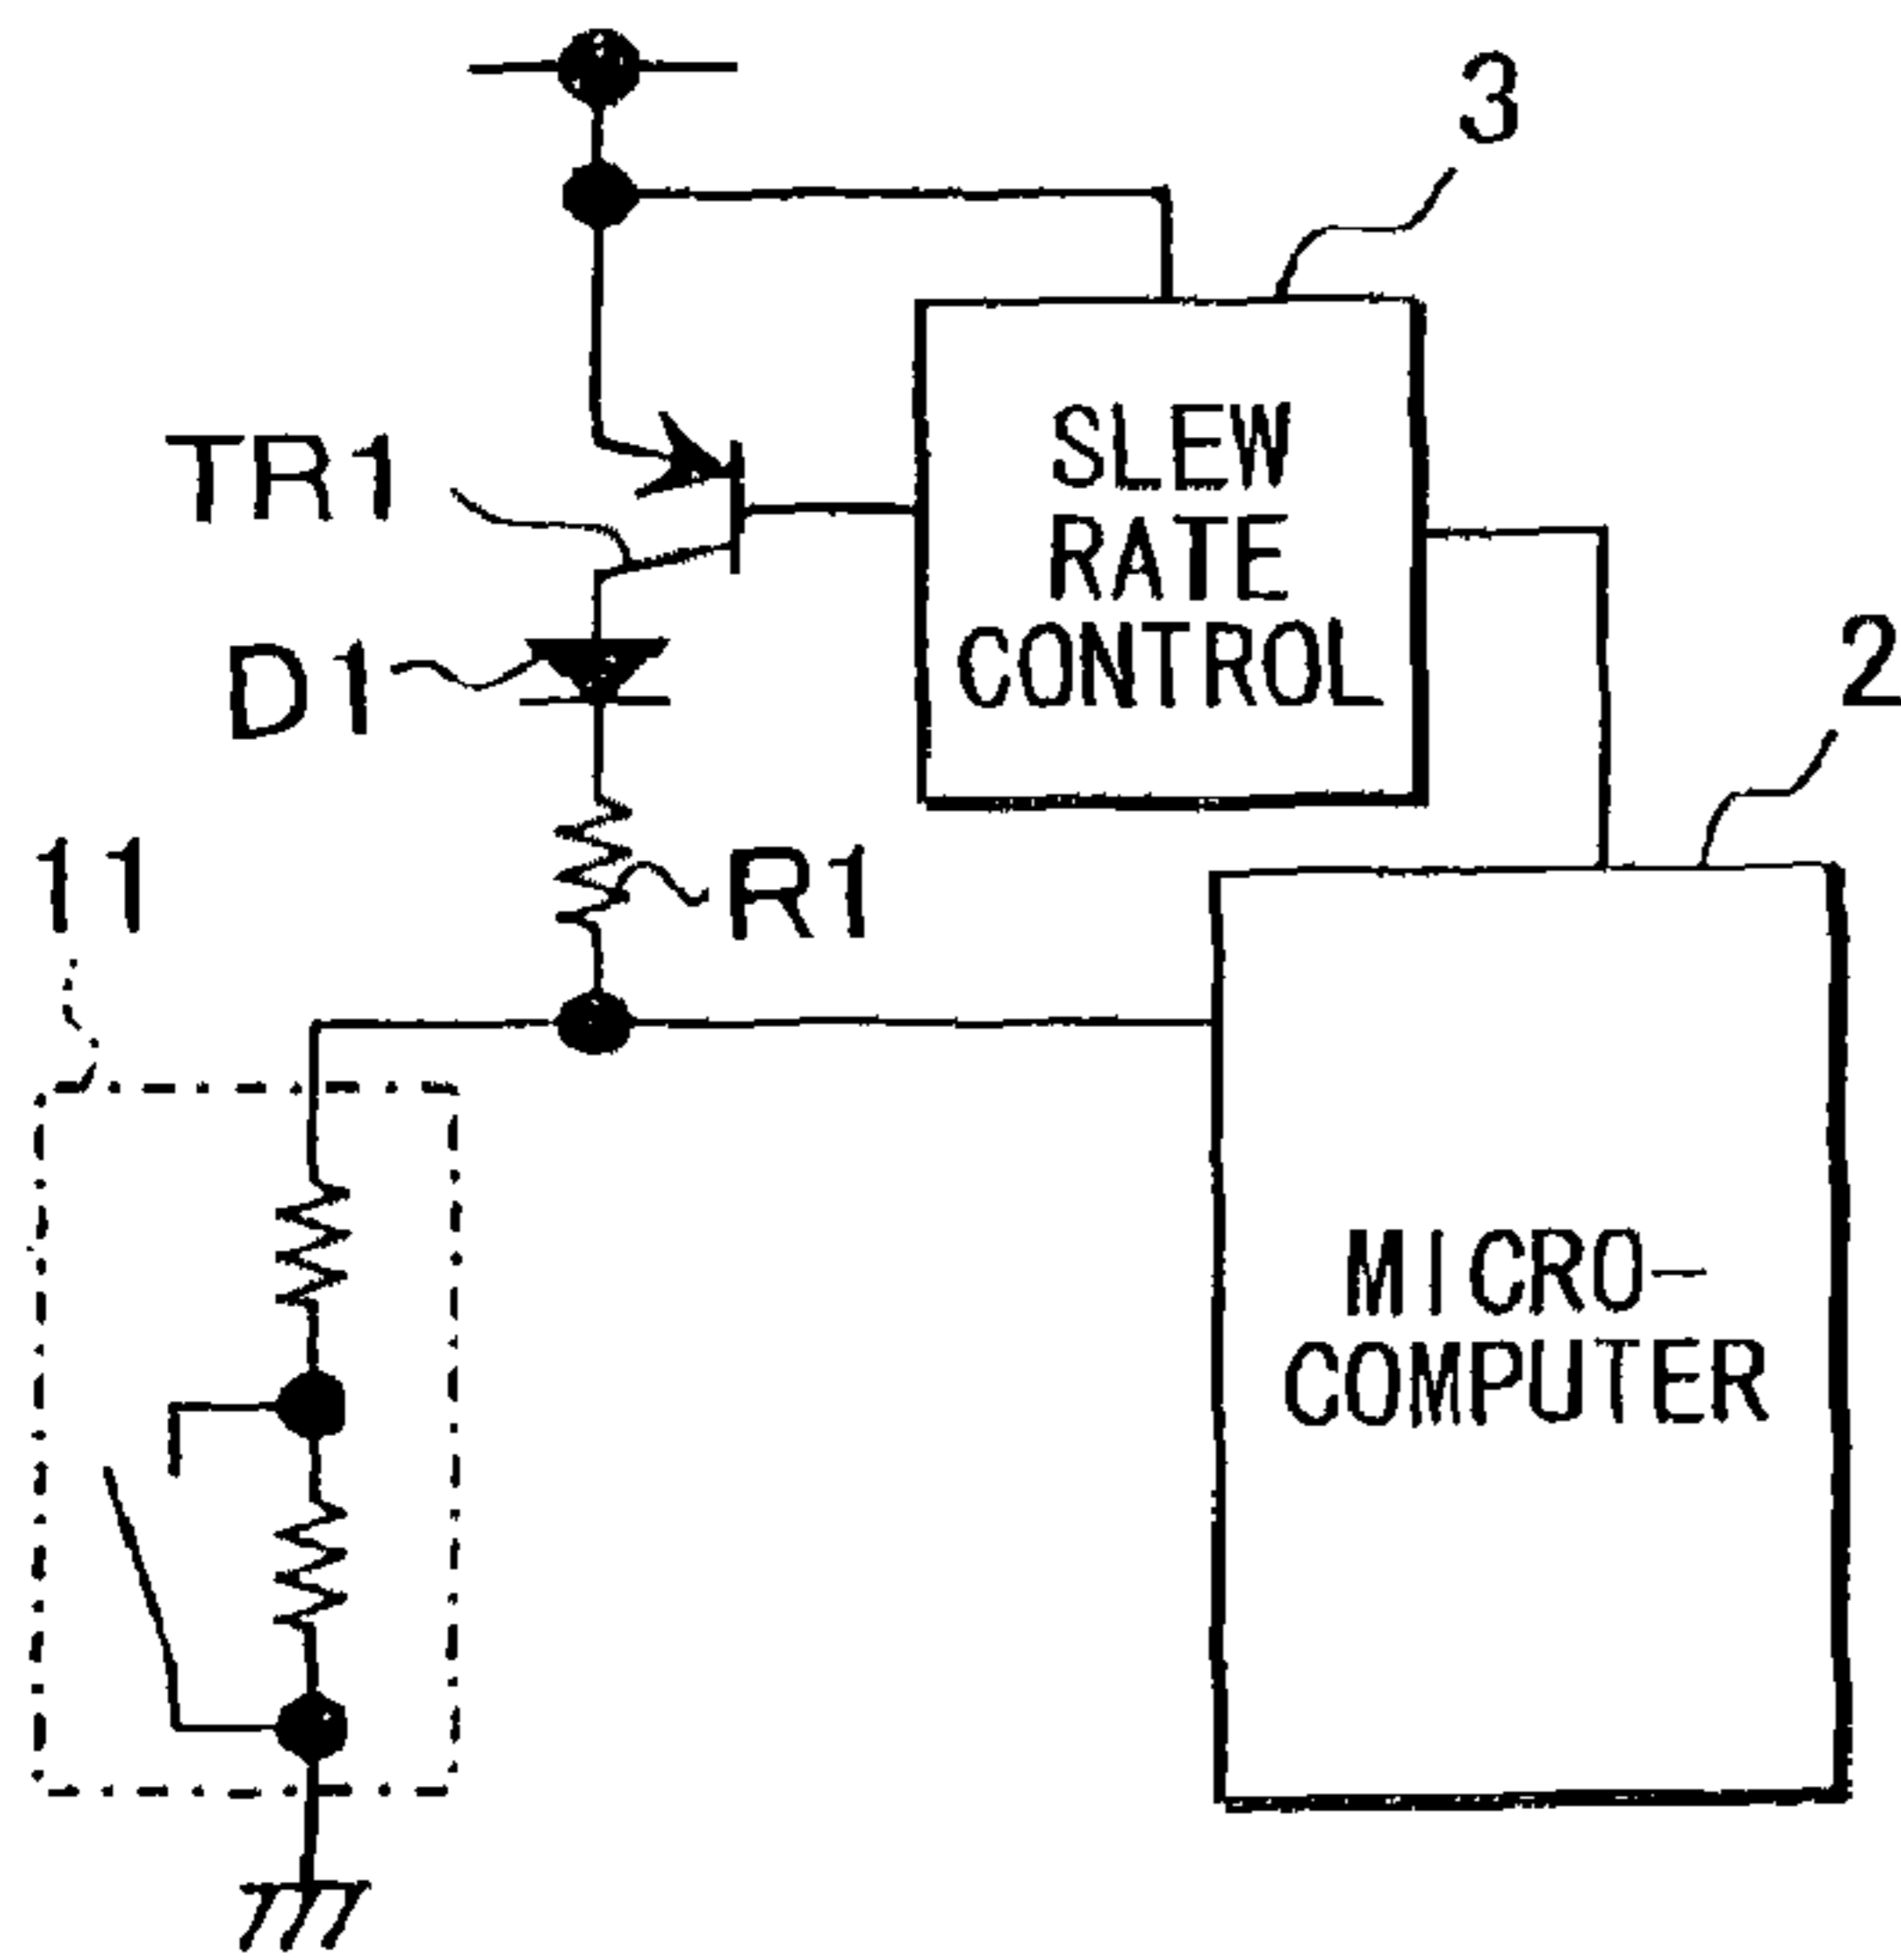 3
TR1
SLEW
RATE
CONTROL
D1
2
11
R1
MICRO-
COMPUTER